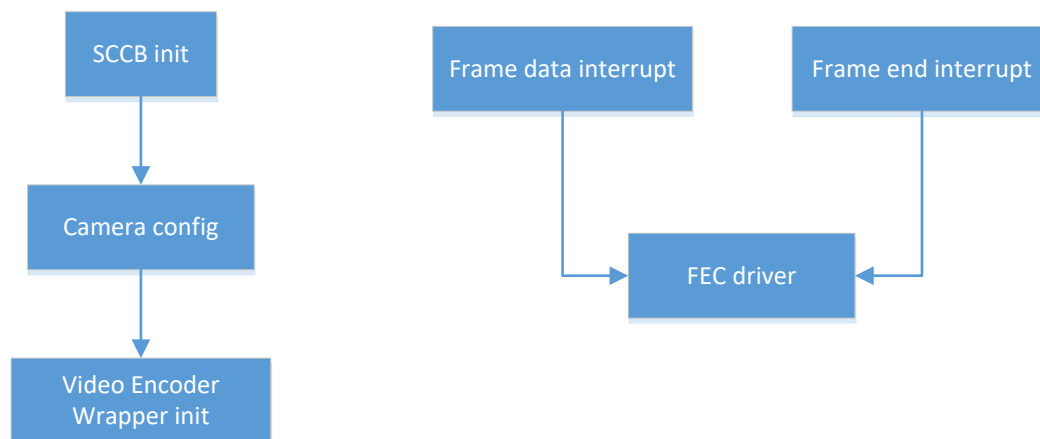 SCCB init
Frame data interrupt
Frame end interrupt
Camera config
FEC driver
Video Encoder
Wrapper init